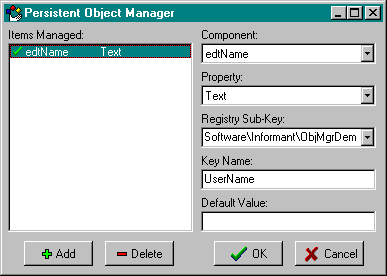 Persistent Object Manager
Items Managed:
edtName Text
Component:
edtName
Property:
Text
Registry Sub-Key:
Software\Informant\ObjMgrDem
Key Name:
UserName
Default Value:
Add
Delete
OK
Cancel